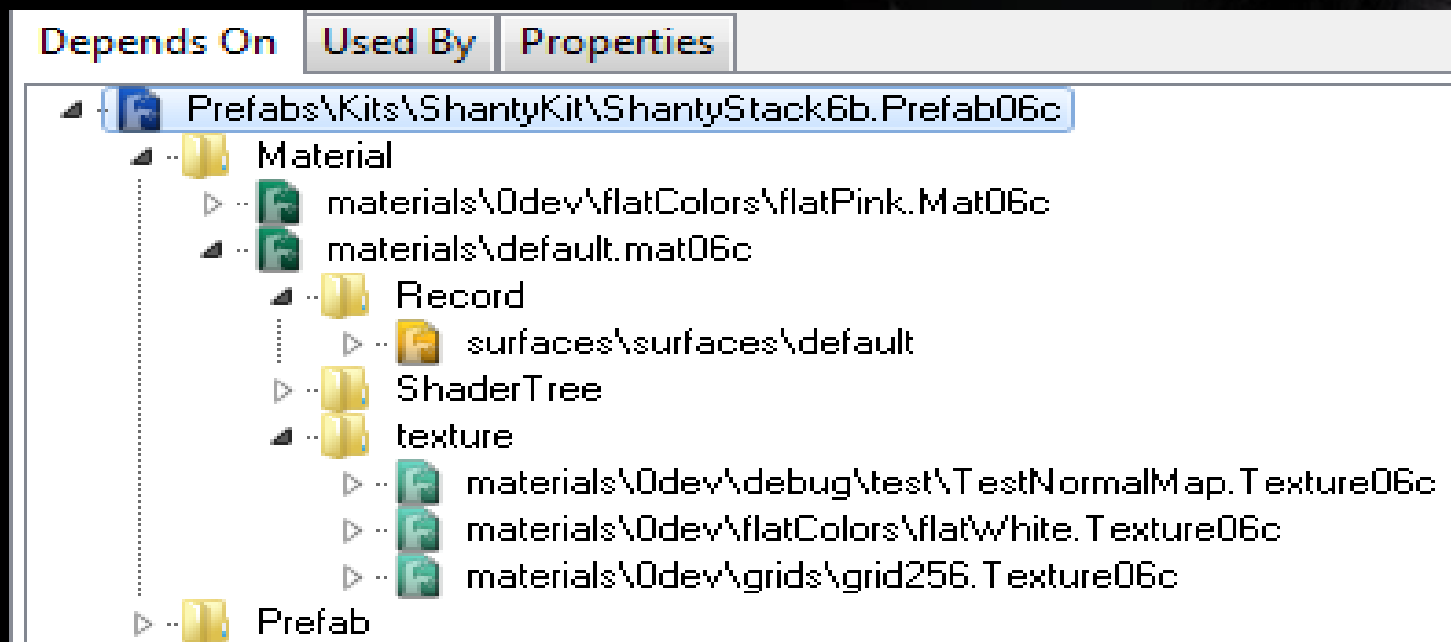 Depends On Used By Properties
Prefabs\Kits\ShantyKit\ShantyStack6b.Prefab06c
Material
materials\0dev\flatColors\flatPink.Mat06c
materials\default.mat06c
Record
surfaces\surfaces\default
ShaderTree
texture
materials\0dev\debug\test\TestNormalMap.Texture06c
materials\0dev\flatColors\flatWhite.Texture06c
materials\0dev\grids\grid256.Texture06c
Prefab